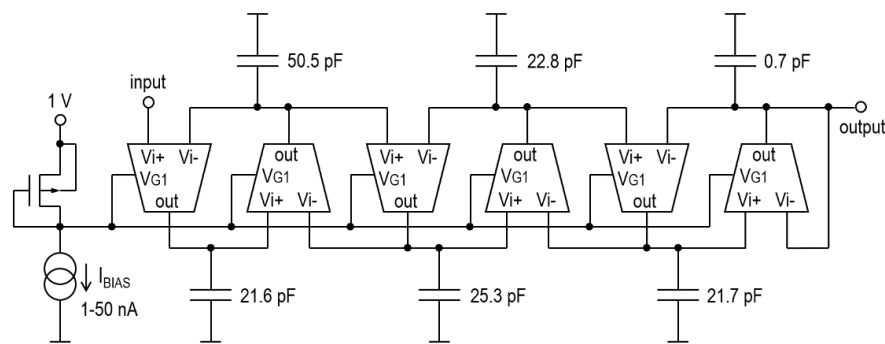 50.5 pF
22.8 pF
0.7 pF
input
1 V
output
Vi+ Vi-
VG1
out
out
VG1
Vi+ Vi-
Vi+ Vi-
VG1
out
out
VG1
Vi+ Vi-
Vi+ Vi-
VG1
out
out
VG1
Vi+ Vi-
IBIAS
1-50 nA
21.6 pF
25.3 pF
21.7 pF